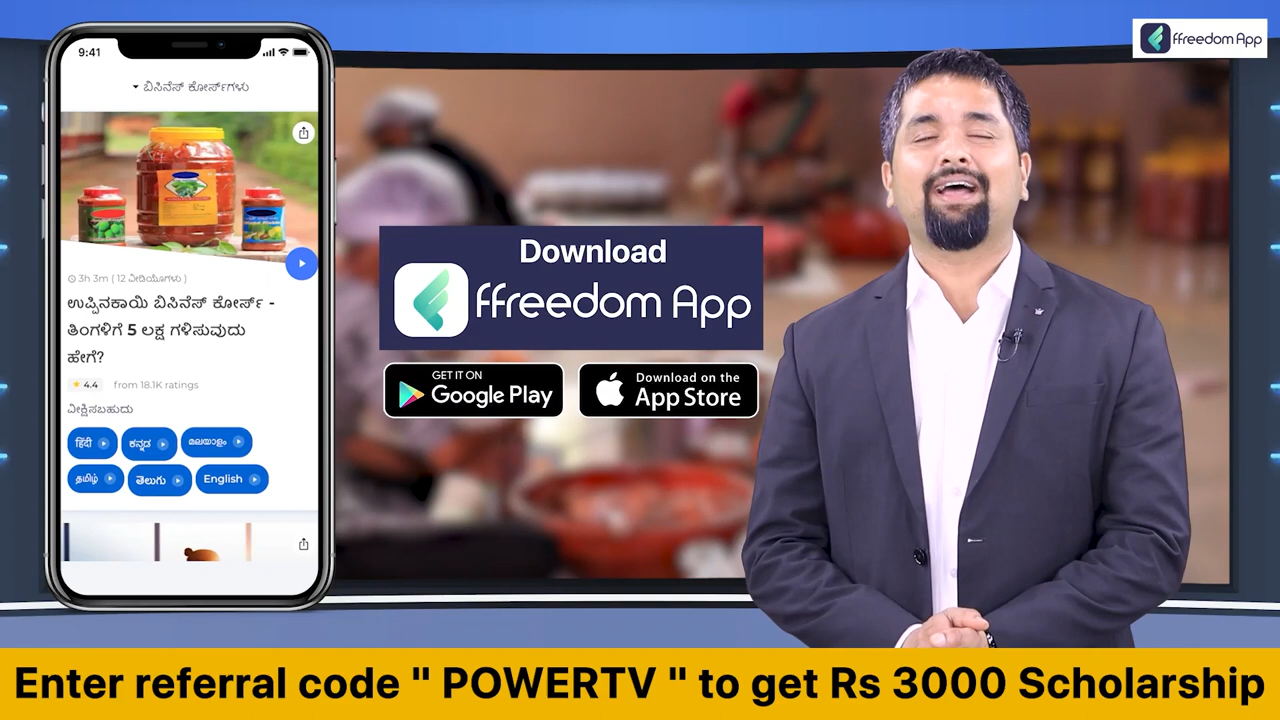 9:41
ಬಿಸಿನೆಸ್ ಕೋರ್ಸ್‌ಗಳು
3h 3m ( 12 ವೀಡಿಯೊಗಳು )
ಉಪ್ಪಿನಕಾಯಿ ಬಿಸಿನೆಸ್ ಕೋರ್ಸ್ -
ತಿಂಗಳಿಗೆ 5 ಲಕ್ಷ ಗಳಿಸುವುದು
ಹೇಗೆ?
4.4 from 18.1K ratings
ವೀಕ್ಷಿಸಬಹುದು
हिंदी ಕನ್ನಡ മലയാളം
தமிழ் తెలుగు English
Download
ffreedom App
GET IT ON
Google Play
Download on the
App Store
ffreedom App
Enter referral code " POWERTV " to get Rs 3000 Scholarship